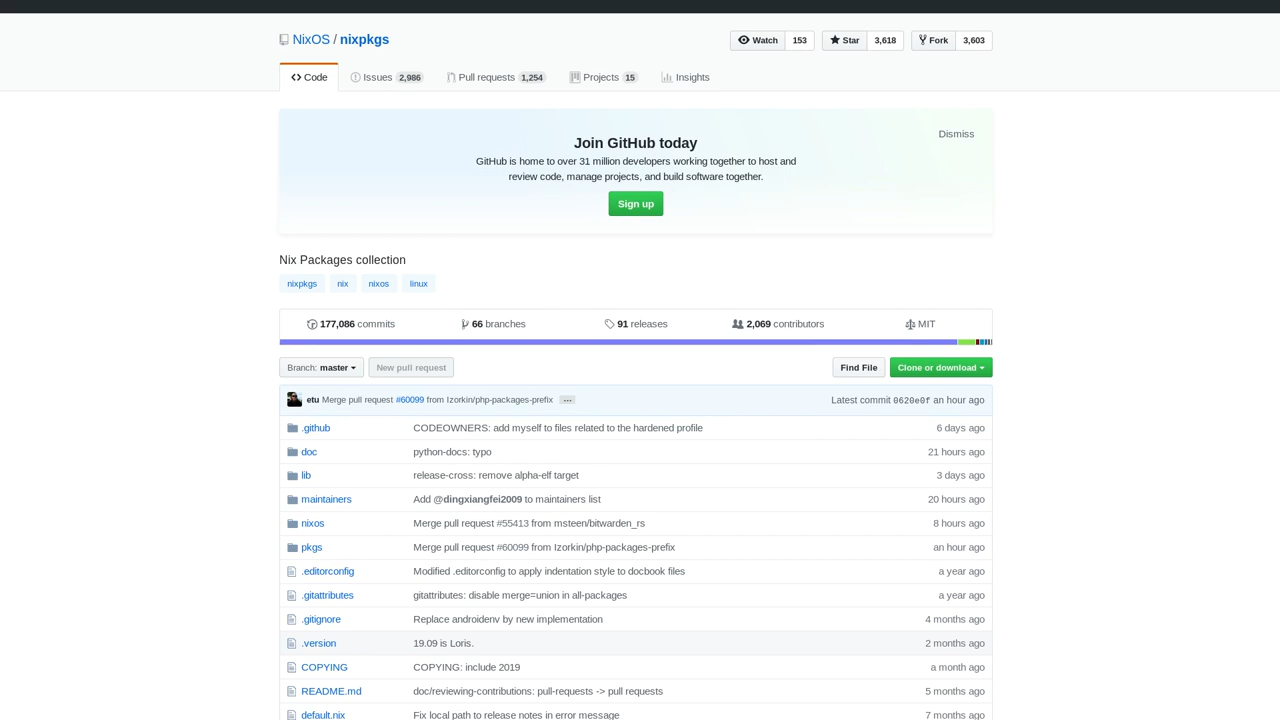 NixOS / nixpkgs
Watch 153 Star 3,618 Fork 3,603
Code Issues 2,986 Pull requests 1,254 Projects 15 Insights
Dismiss
Join GitHub today
GitHub is home to over 31 million developers working together to host and
review code, manage projects, and build software together.
Sign up
Nix Packages collection
nixpkgs nix nixos linux
177,086 commits 66 branches 91 releases 2,069 contributors MIT
Branch: master New pull request Find File Clone or download
etu Merge pull request #60099 from Izorkin/php-packages-prefix … Latest commit 0620e0f an hour ago
.github CODEOWNERS: add myself to files related to the hardened profile 6 days ago
doc python-docs: typo 21 hours ago
lib release-cross: remove alpha-elf target 3 days ago
maintainers Add @dingxiangfei2009 to maintainers list 20 hours ago
nixos Merge pull request #55413 from msteen/bitwarden_rs 8 hours ago
pkgs Merge pull request #60099 from Izorkin/php-packages-prefix an hour ago
.editorconfig Modified .editorconfig to apply indentation style to docbook files a year ago
.gitattributes gitattributes: disable merge=union in all-packages a year ago
.gitignore Replace androidenv by new implementation 4 months ago
.version 19.09 is Loris. 2 months ago
COPYING COPYING: include 2019 a month ago
README.md doc/reviewing-contributions: pull-requests -> pull requests 5 months ago
default.nix Fix local path to release notes in error message 7 months ago